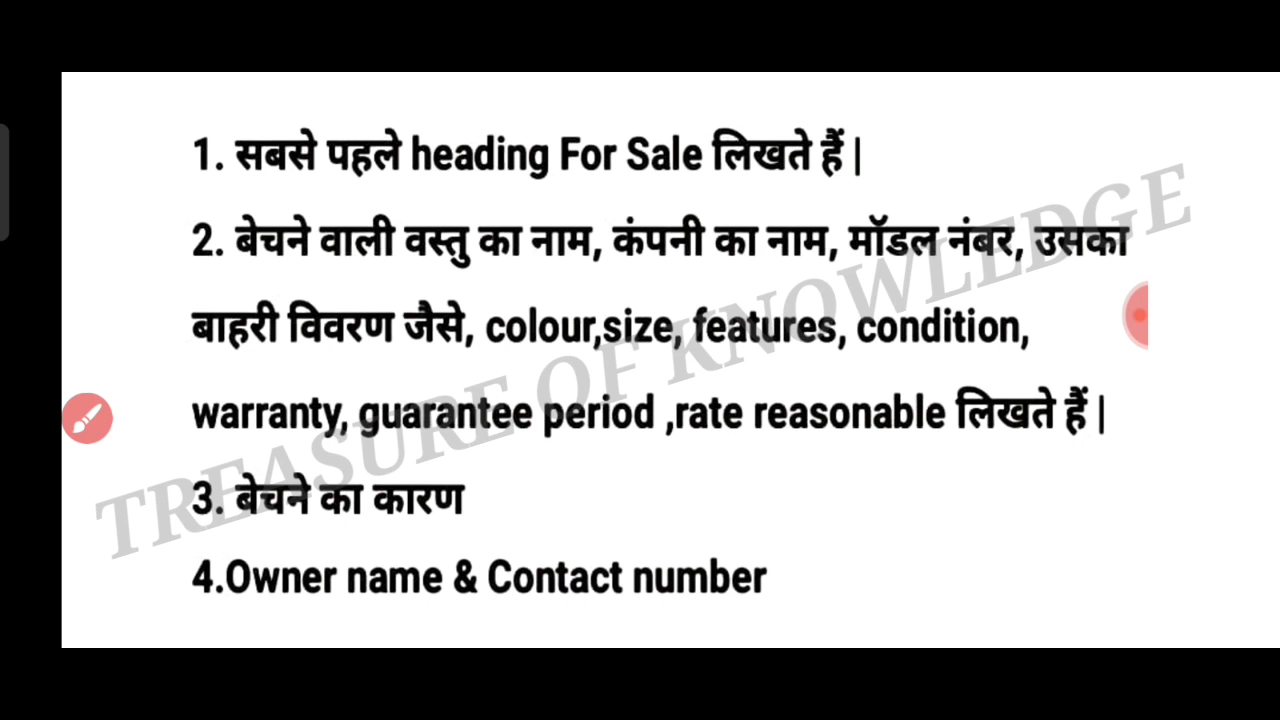 1. सबसे पहले heading For Sale लिखते हैं |
2. बेचने वाली वस्तु का नाम, कंपनी का नाम, मॉडल नंबर, उसका
बाहरी विवरण जैसे, colour,size, features, condition,
warranty, guarantee period ,rate reasonable लिखते हैं |
3. बेचने का कारण
4.Owner name & Contact number
TREASURE OF KNOWLEDGE